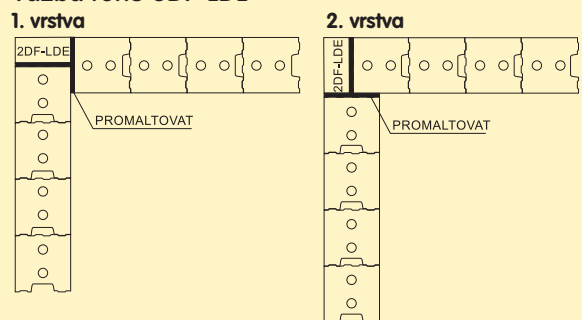 1. vrstva
2. vrstva
2DF-LDE
2DF-LDE
PROMALTOVAT
PROMALTOVAT